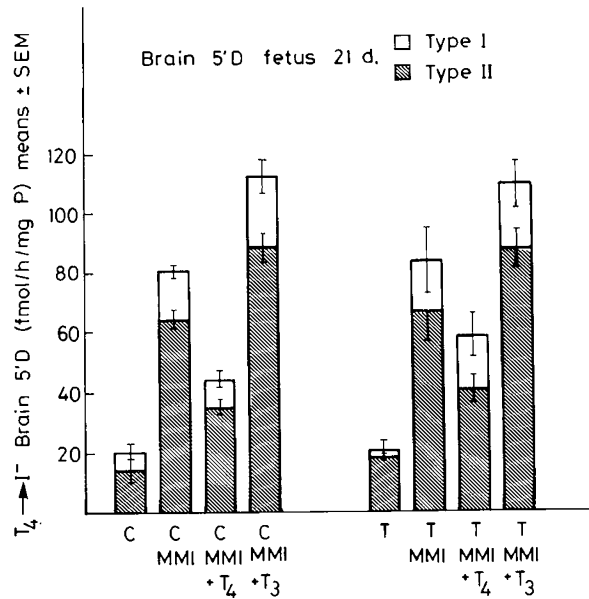 Brain 5'D fetus 21 d.
Type I
Type II
T₄→I⁻ Brain 5'D (fmol/h/mg P) means ± SEM
120
100
80
60
40
20
C C C C T T T T
MMI MMI MMI MMI MMI MMI
+T₄ +T₃ +T₄ +T₃